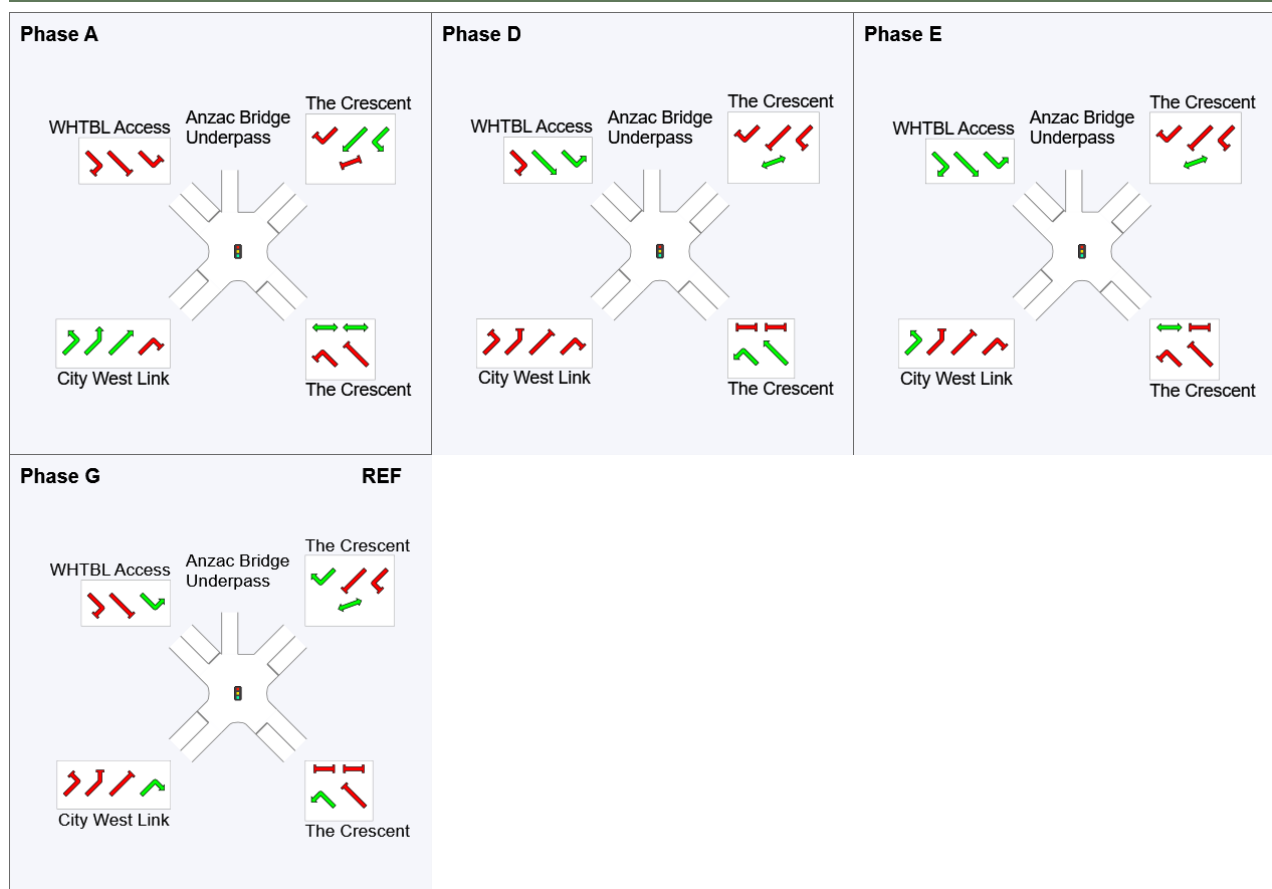 Phase A
WHTBL Access
Anzac Bridge
Underpass
The Crescent
City West Link
The Crescent
Phase D
WHTBL Access
Anzac Bridge
Underpass
The Crescent
City West Link
The Crescent
Phase E
WHTBL Access
Anzac Bridge
Underpass
The Crescent
City West Link
The Crescent
Phase G
REF
WHTBL Access
Anzac Bridge
Underpass
The Crescent
City West Link
The Crescent